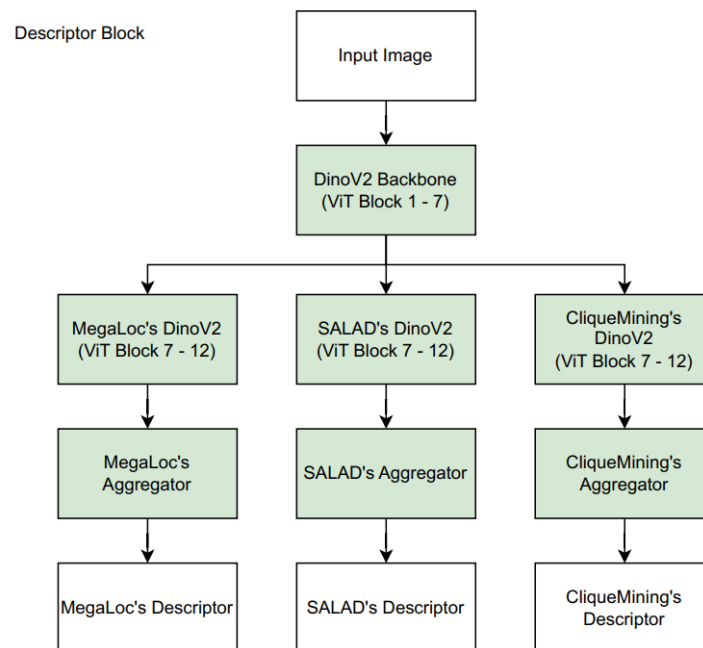 Descriptor Block
Input Image
DinoV2 Backbone
(ViT Block 1 - 7)
MegaLoc's DinoV2
(ViT Block 7 - 12)
SALAD's DinoV2
(ViT Block 7 - 12)
CliqueMining's
DinoV2
(ViT Block 7 - 12)
MegaLoc's
Aggregator
SALAD's Aggregator
CliqueMining's
Aggregator
MegaLoc's Descriptor
SALAD's Descriptor
CliqueMining's
Descriptor